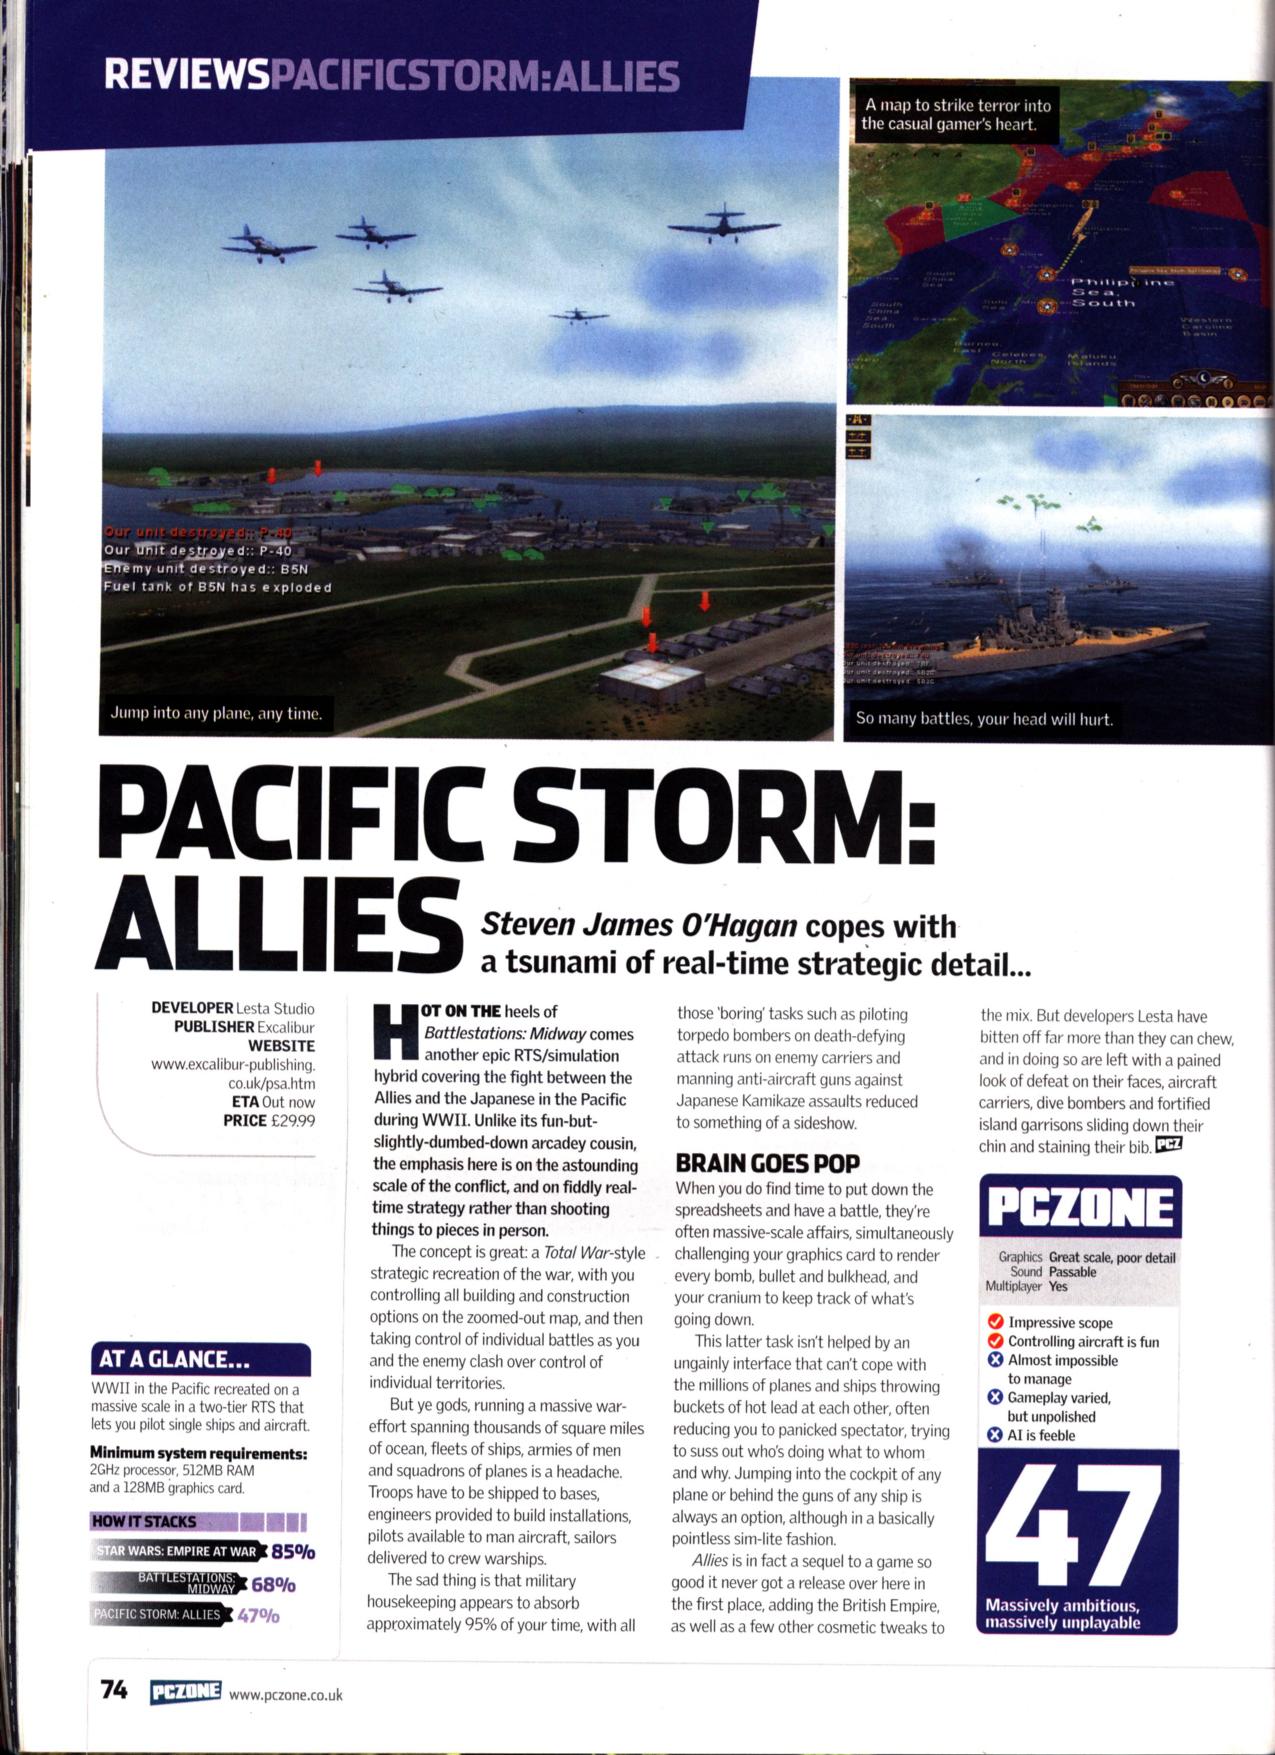 REVIEWSPACIFICSTORM:ALLIES
A map to strike terror into
the casual gamer's heart.
Philippine
Sea,
South
South
China
Sea
South
Celebes
North
Maluku
Islands
Western
Caroline
Basin
Our unit destroyed:: P-40
Our unit destroyed:: P-40
Enemy unit destroyed:: B5N
Fuel tank of B5N has exploded
Jump into any plane, any time.
So many battles, your head will hurt.
PACIFIC STORM:
ALLIES
Steven James O'Hagan copes with
a tsunami of real-time strategic detail...
DEVELOPER Lesta Studio
PUBLISHER Excalibur
WEBSITE
www.excalibur-publishing.
co.uk/psa.htm
ETA Out now
PRICE £29.99
AT A GLANCE...
WWII in the Pacific recreated on a
massive scale in a two-tier RTS that
lets you pilot single ships and aircraft.
Minimum system requirements:
2GHz processor, 512MB RAM
and a 128MB graphics card.
HOW IT STACKS
STAR WARS: EMPIRE AT WAR 85%
BATTLESTATIONS:
MIDWAY 68%
PACIFIC STORM: ALLIES 47%
HOT ON THE heels of
Battlestations: Midway comes
another epic RTS/simulation
hybrid covering the fight between the
Allies and the Japanese in the Pacific
during WWII. Unlike its fun-but-
slightly-dumbed-down arcadey cousin,
the emphasis here is on the astounding
scale of the conflict, and on fiddly real-
time strategy rather than shooting
things to pieces in person.
The concept is great: a Total War-style
strategic recreation of the war, with you
controlling all building and construction
options on the zoomed-out map, and then
taking control of individual battles as you
and the enemy clash over control of
individual territories.
But ye gods, running a massive war-
effort spanning thousands of square miles
of ocean, fleets of ships, armies of men
and squadrons of planes is a headache.
Troops have to be shipped to bases,
engineers provided to build installations,
pilots available to man aircraft, sailors
delivered to crew warships.
The sad thing is that military
housekeeping appears to absorb
approximately 95% of your time, with all
those 'boring' tasks such as piloting
torpedo bombers on death-defying
attack runs on enemy carriers and
manning anti-aircraft guns against
Japanese Kamikaze assaults reduced
to something of a sideshow.
BRAIN GOES POP
When you do find time to put down the
spreadsheets and have a battle, they're
often massive-scale affairs, simultaneously
challenging your graphics card to render
every bomb, bullet and bulkhead, and
your cranium to keep track of what's
going down.
This latter task isn't helped by an
ungainly interface that can't cope with
the millions of planes and ships throwing
buckets of hot lead at each other, often
reducing you to panicked spectator, trying
to suss out who's doing what to whom
and why. Jumping into the cockpit of any
plane or behind the guns of any ship is
always an option, although in a basically
pointless sim-lite fashion.
Allies is in fact a sequel to a game so
good it never got a release over here in
the first place, adding the British Empire,
as well as a few other cosmetic tweaks to
the mix. But developers Lesta have
bitten off far more than they can chew,
and in doing so are left with a pained
look of defeat on their faces, aircraft
carriers, dive bombers and fortified
island garrisons sliding down their
chin and staining their bib. PCZ
PCZONE
Graphics Great scale, poor detail
Sound Passable
Multiplayer Yes
Impressive scope
Controlling aircraft is fun
Almost impossible
to manage
Gameplay varied,
but unpolished
AI is feeble
47
Massively ambitious,
massively unplayable
74 PCZONE www.pczone.co.uk